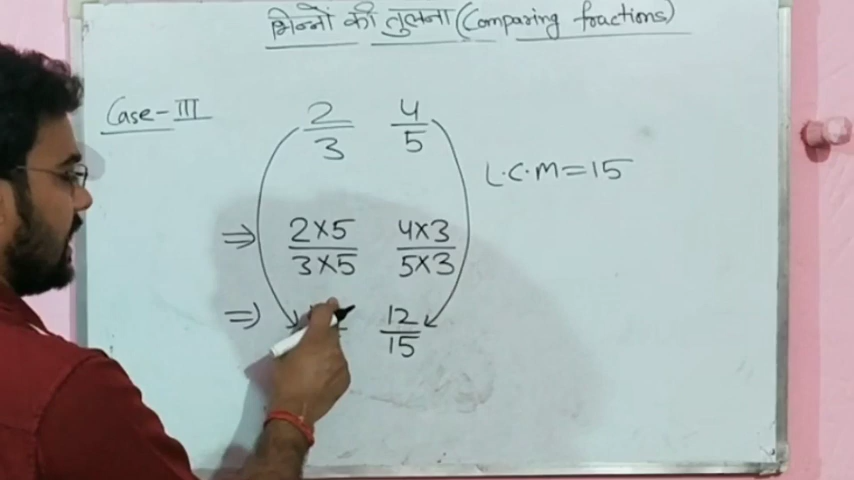 भिन्नों की तुलना (Comparing fractions)
Case-III
2/3 4/5
L.C.M=15
⇒ 2×5/3×5 4×3/5×3
⇒ 12/15